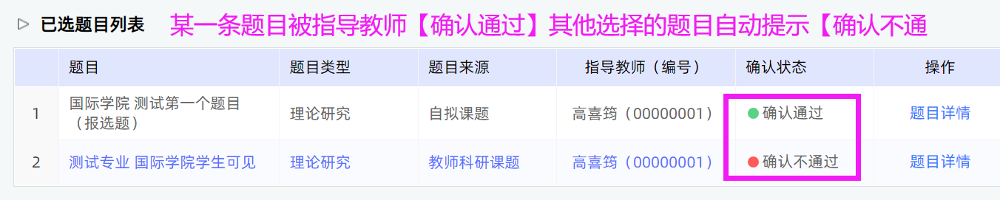 已选题目列表 某一条题目被指导教师【确认通过】其他选择的题目自动提示【确认不通
题目 题目类型 题目来源 指导教师（编号） 确认状态 操作
1 国际学院 测试第一个题目
（报选题） 理论研究 自拟课题 高喜筠（00000001） 确认通过 题目详情
2 测试专业 国际学院学生可见 理论研究 教师科研课题 高喜筠（00000001） 确认不通过 题目详情